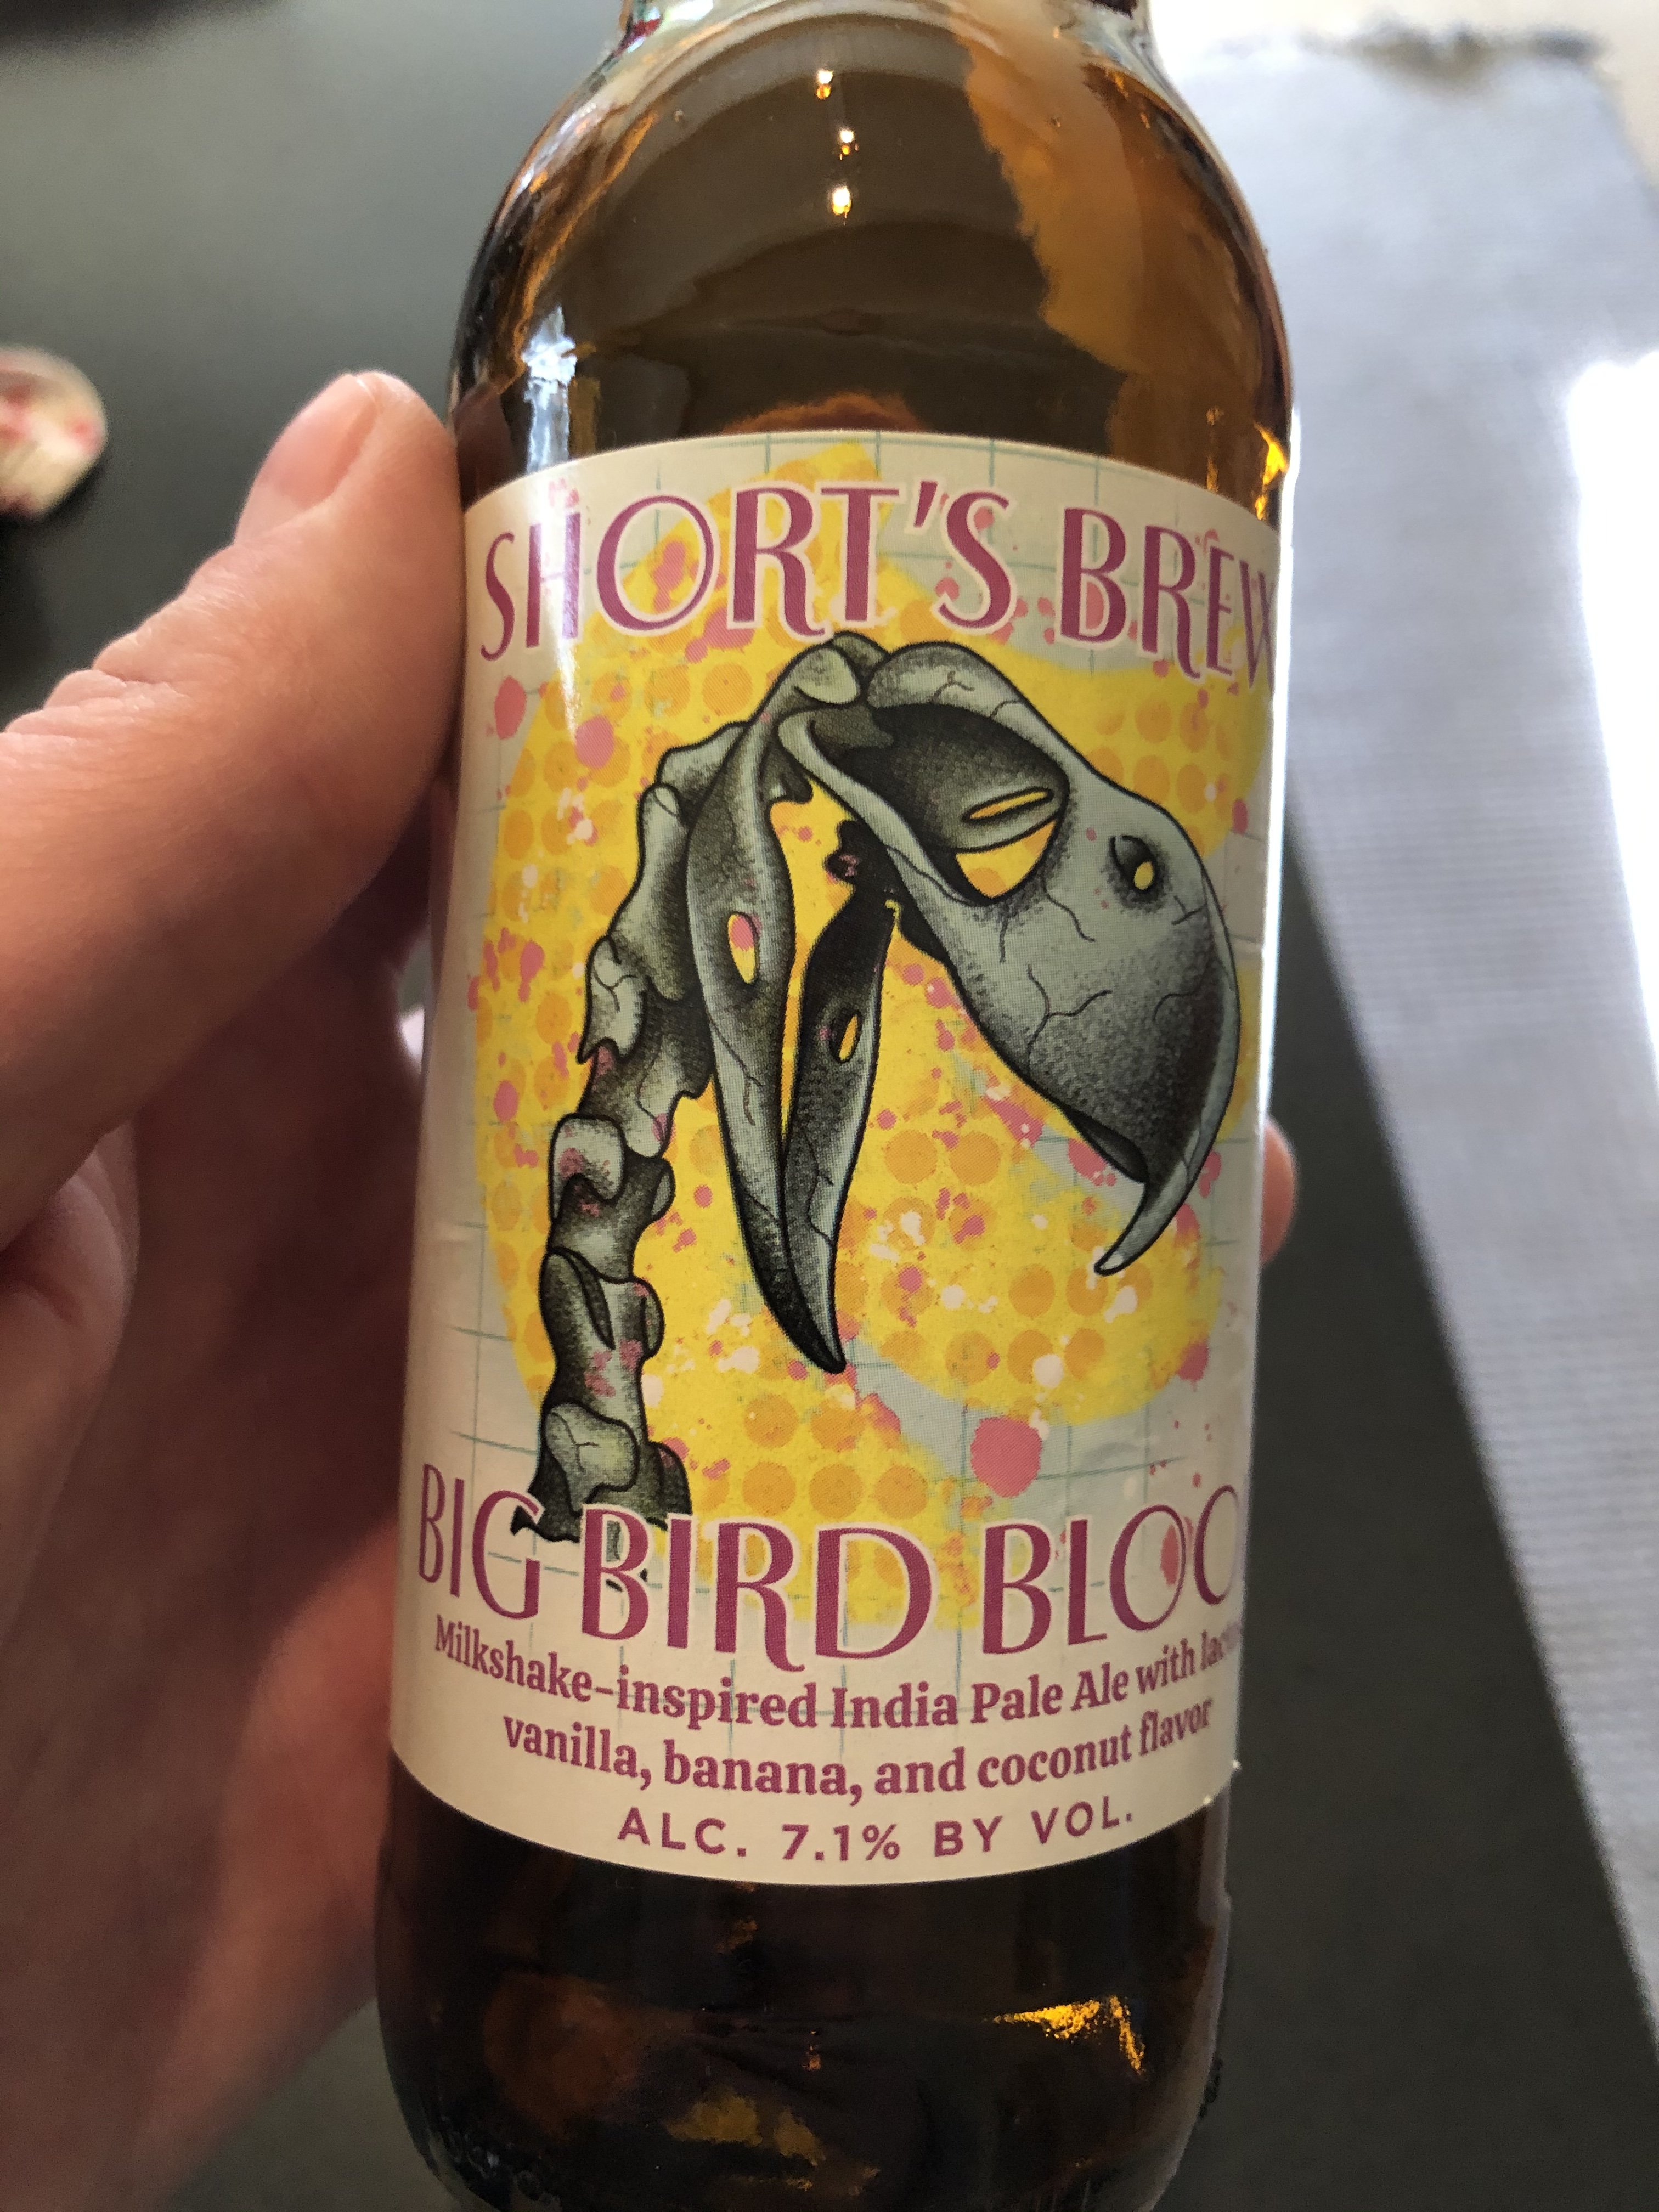 SHORT'S BREW
BIG BIRD BLOO
Milkshake-inspired India Pale Ale with
vanilla, banana, and coconut flavor
ALC. 7.1% BY VOL.